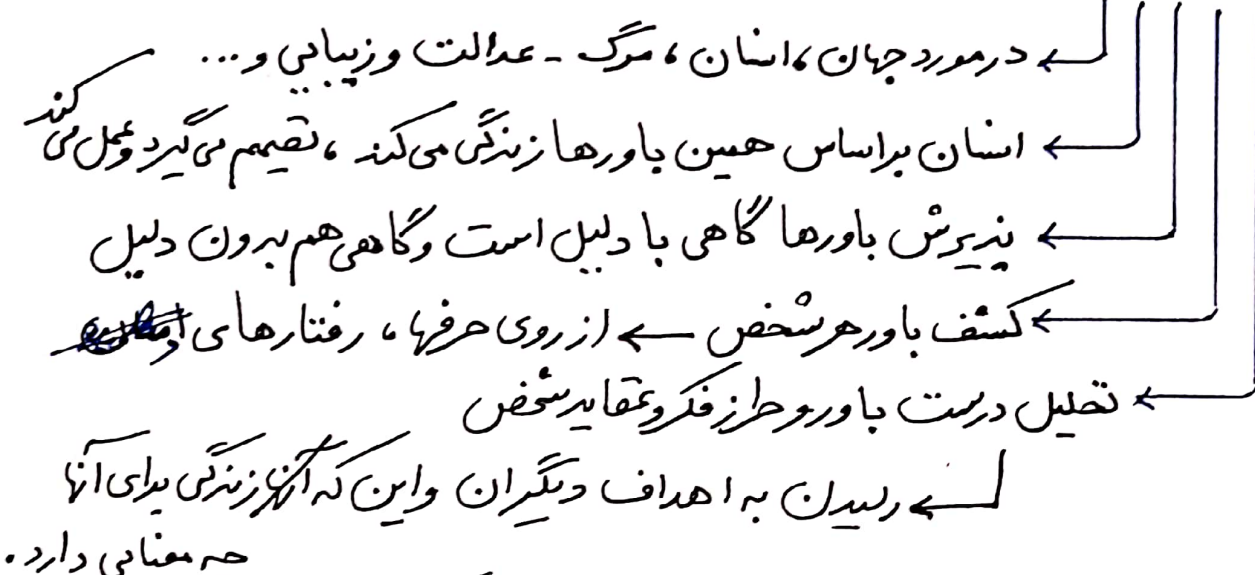 در مورد جهان، انسان، مرگ - عدالت و زیبایی و...
انسان براساس همین باورها زندگی می‌کند، تصمیم می‌گیرد و عمل می‌کند
پذیرش باورها گاهی با دلیل است و گاهی هم بدون دلیل
کشف باور هر شخص ← از روی حرفها، رفتارهای
تحلیل درست باور و طرز فکر و عقاید شخص
رسیدن به اهداف دیگران و این که زندگی برای آنها
چه معنایی دارد.